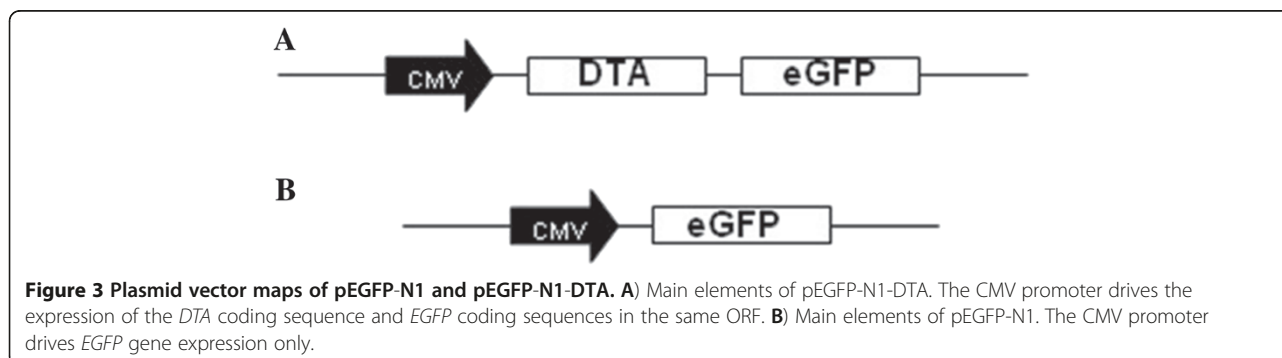 A
CMV DTA eGFP
B
CMV eGFP
Figure 3 Plasmid vector maps of pEGFP-N1 and pEGFP-N1-DTA. A) Main elements of pEGFP-N1-DTA. The CMV promoter drives the
expression of the DTA coding sequence and EGFP coding sequences in the same ORF. B) Main elements of pEGFP-N1. The CMV promoter
drives EGFP gene expression only.